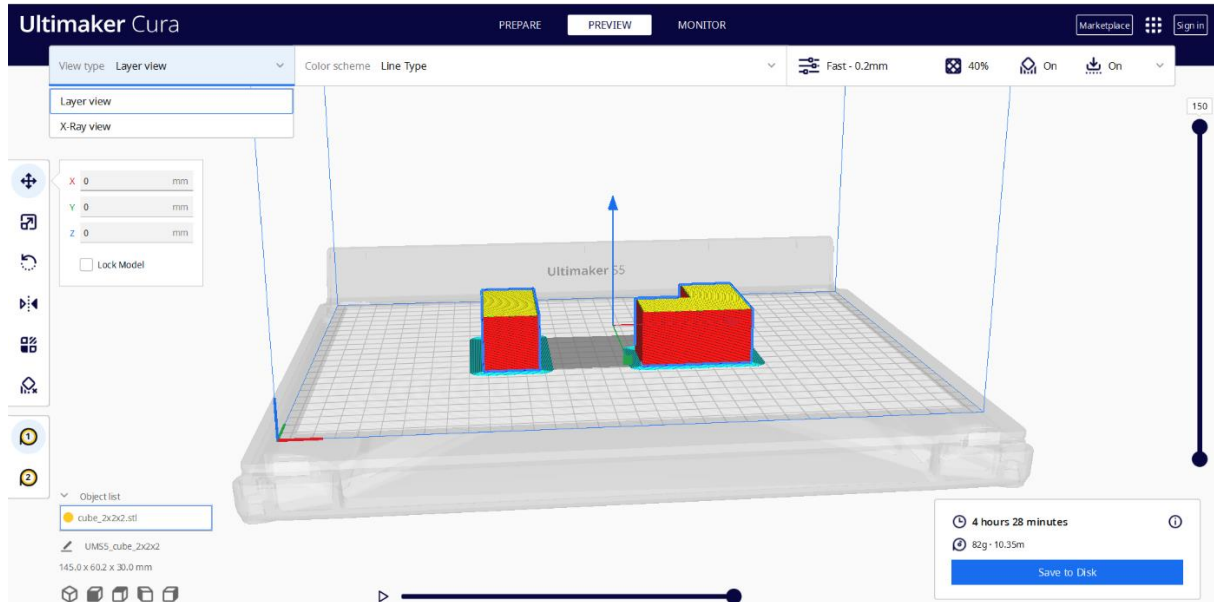 Ultimaker Cura
PREPARE PREVIEW MONITOR
Marketplace Sign in
View type Layer view
Color scheme Line Type
Fast - 0.2mm 40% On On
Layer view
X-Ray view
150
X 0 mm
Y 0 mm
Z 0 mm
Lock Model
Ultimaker S5
1
2
Object list
cube_2x2x2.stl
UMS5_cube_2x2x2
145.0 x 60.2 x 30.0 mm
4 hours 28 minutes
82g · 10.35m
Save to Disk